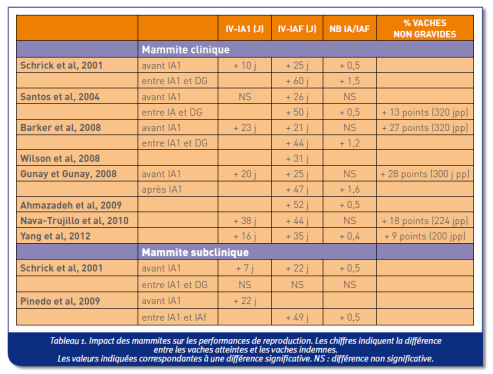 IV-IA1 (J) IV-IAF (J) NB IA/IAF % VACHES NON GRAVIDES
Mammite clinique
Schrick et al, 2001 avant IA1 + 10 j + 25 j + 0,5
entre IA1 et DG + 60 j + 1,5
Santos et al, 2004 avant IA1 NS + 26 j NS
entre IA et DG + 50 j + 0,5 + 13 points (320 jpp)
Barker et al, 2008 avant IA1 + 23 j + 21 j NS + 27 points (320 jpp)
entre IA1 et DG + 44 j + 1,2
Wilson et al, 2008 + 31 j
Gunay et Gunay, 2008 avant IA1 + 20 j + 25 j NS + 28 points (300 j pp)
après IA1 + 47 j + 1,6
Ahmazadeh et al, 2009 + 52 j + 0,5
Nava-Trujillo et al, 2010 + 38 j + 44 j NS + 18 points (224 jpp)
Yang et al, 2012 + 16 j + 35 j + 0,4 + 9 points (200 jpp)
Mammite subclinique
Schrick et al, 2001 avant IA1 + 7 j + 22 j + 0,5
entre IA1 et DG NS NS NS
Pinedo et al, 2009 avant IA1 + 22 j
entre IA1 et IAf + 49 j + 0,5
Tableau 1. Impact des mammites sur les performances de reproduction. Les chiffres indiquent la différence
entre les vaches atteintes et les vaches indemnes.
Les valeurs indiquées correspondantes à une différence significative. NS : différence non significative.